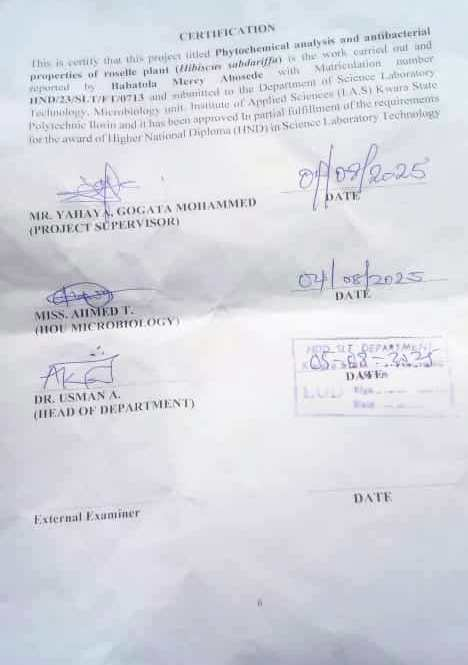 CERTIFICATION
This is certify that this project titled Phytochemical analysis and antibacterial
properties of roselle plant (Hibiscus sabdariffa) is the work carried out and
reported by Babatola Mercy Abosede with Matriculation number
HND/23/SLT/FT/0713 and submitted to the Department of Science Laboratory
Technology, Microbiology unit. Institute of Applied Sciences (I.A.S) Kwara State
Polytechnic Ilorin and it has been approved In partial fulfillment of the requirements
for the award of Higher National Diploma (HND) in Science Laboratory Technology
04/08/2025
MR. YAHAYA, GOGATA MOHAMMED DATE
(PROJECT SUPERVISOR)
04/08/2025
MISS. AHMED T. DATE
(HOU MICROBIOLOGY)
SLT DEPARTMENT
05-08-2025
DATE
DR. USMAN A.
(HEAD OF DEPARTMENT)
External Examiner DATE
6